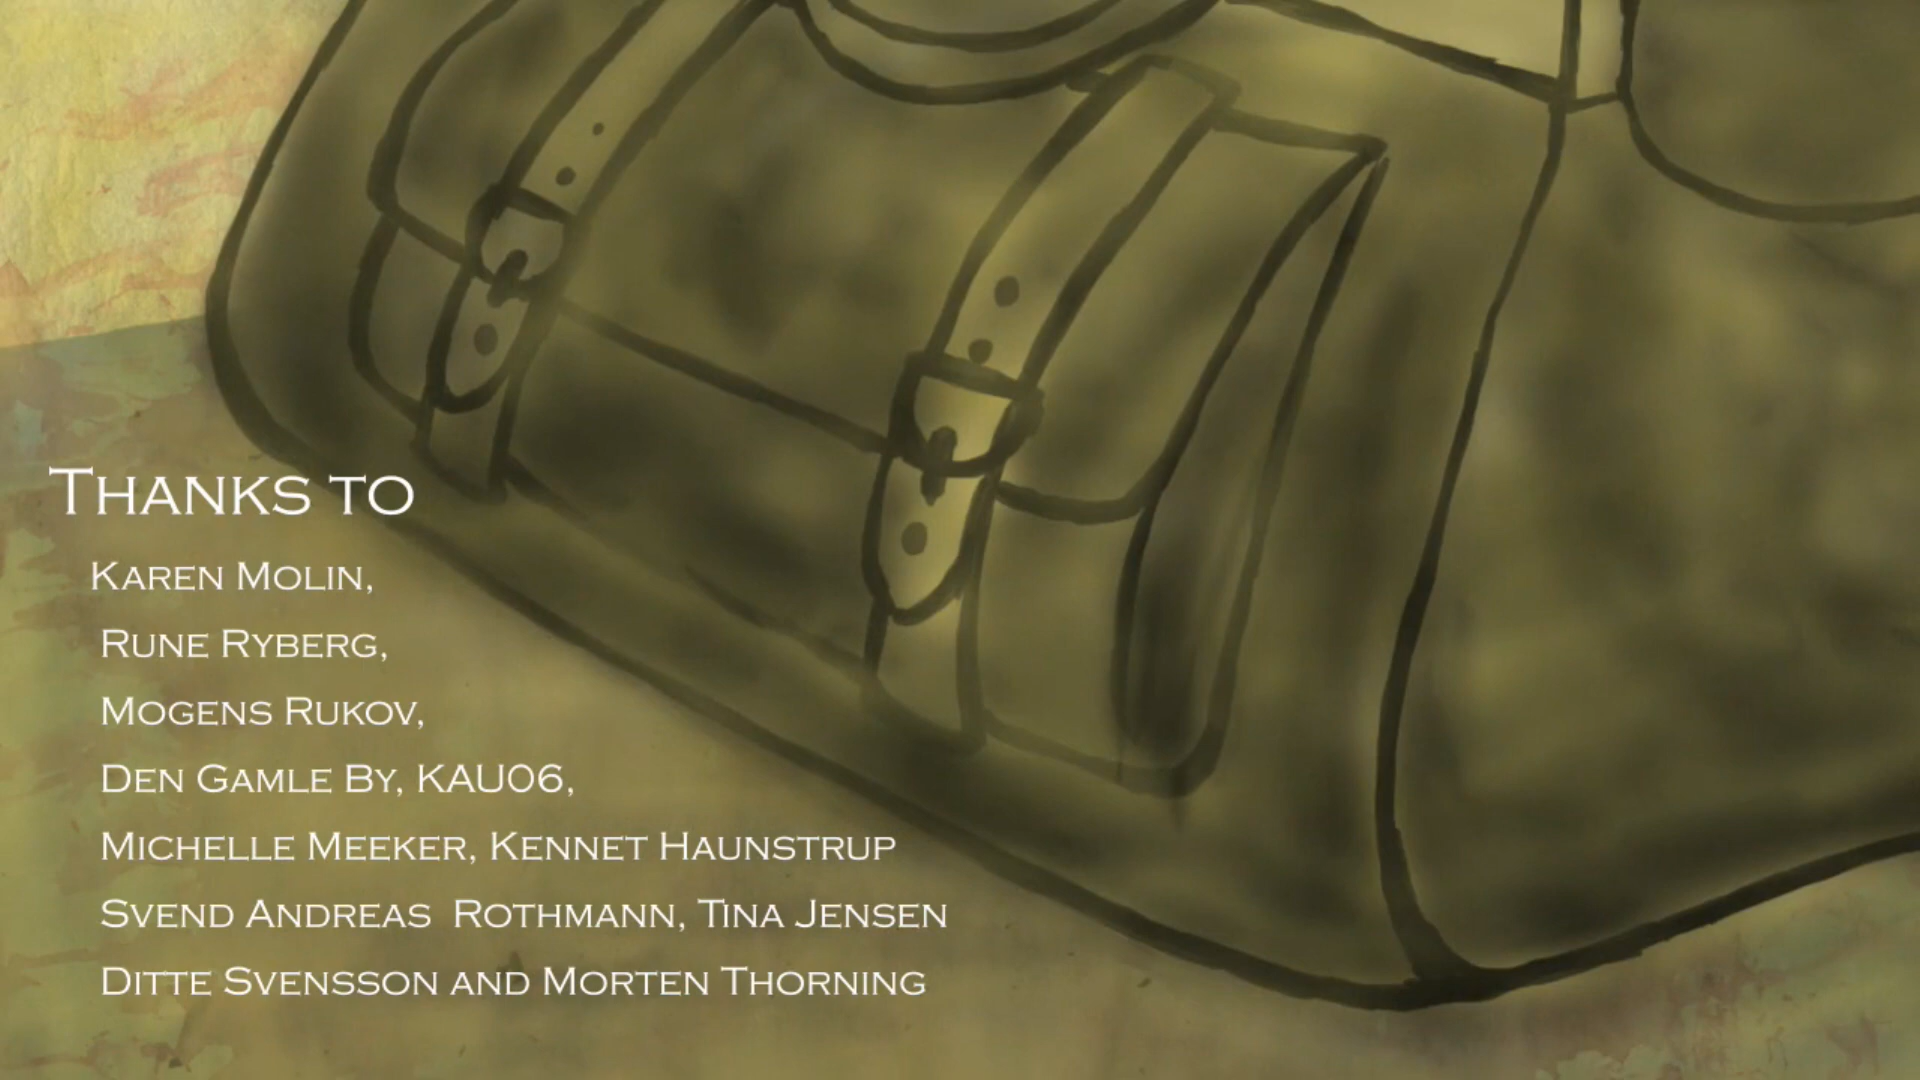 Thanks to
Karen Molin,
Rune Ryberg,
Mogens Rukov,
Den Gamle By, KAU06,
Michelle Meeker, Kennet Haunstrup
Svend Andreas Rothmann, Tina Jensen
Ditte Svensson and Morten Thorning